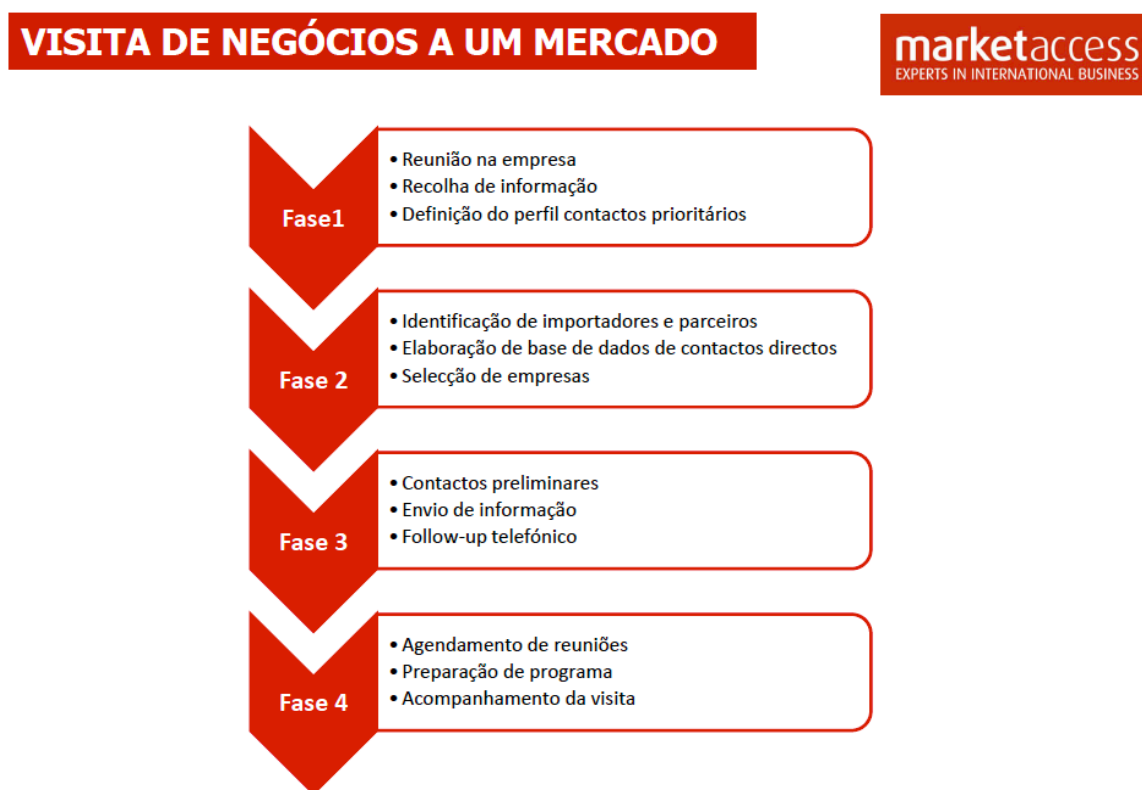 VISITA DE NEGÓCIOS A UM MERCADO
marketaccess
EXPERTS IN INTERNATIONAL BUSINESS
Fase1
• Reunião na empresa
• Recolha de informação
• Definição do perfil contactos prioritários
Fase 2
• Identificação de importadores e parceiros
• Elaboração de base de dados de contactos directos
• Selecção de empresas
Fase 3
• Contactos preliminares
• Envio de informação
• Follow-up telefónico
Fase 4
• Agendamento de reuniões
• Preparação de programa
• Acompanhamento da visita